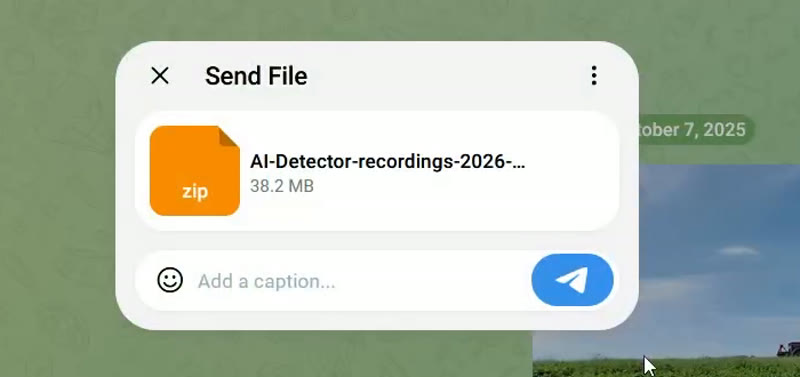 Send File
tober 7, 2025
zip
AI-Detector-recordings-2026-...
38.2 MB
Add a caption...